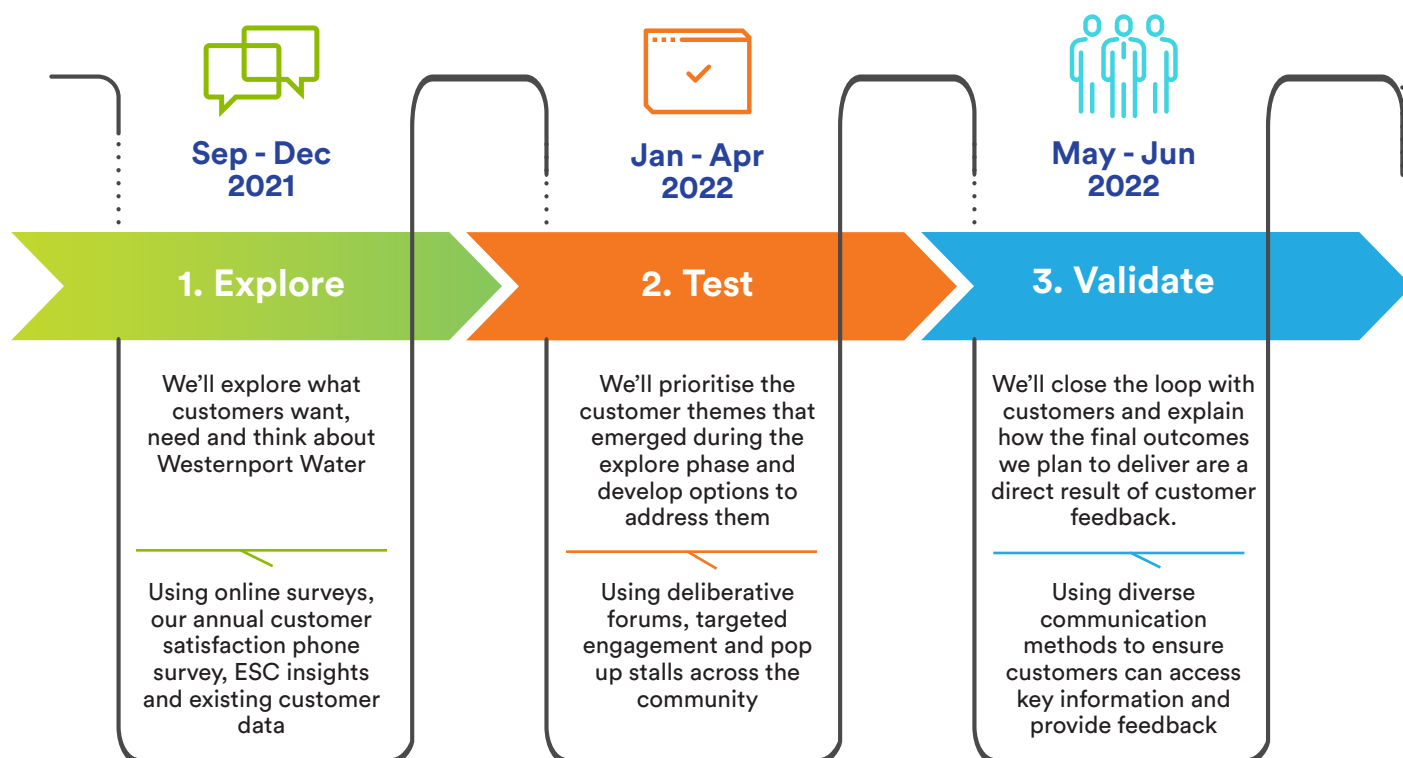 Sep - Dec
2021
Jan - Apr
2022
May - Jun
2022
1. Explore
2. Test
3. Validate
We’ll explore what
customers want,
need and think about
Westernport Water
We’ll prioritise the
customer themes that
emerged during the
explore phase and
develop options to
address them
We’ll close the loop with
customers and explain
how the final outcomes
we plan to deliver are a
direct result of customer
feedback.
Using online surveys,
our annual customer
satisfaction phone
survey, ESC insights
and existing customer
data
Using deliberative
forums, targeted
engagement and pop
up stalls across the
community
Using diverse
communication
methods to ensure
customers can access
key information and
provide feedback